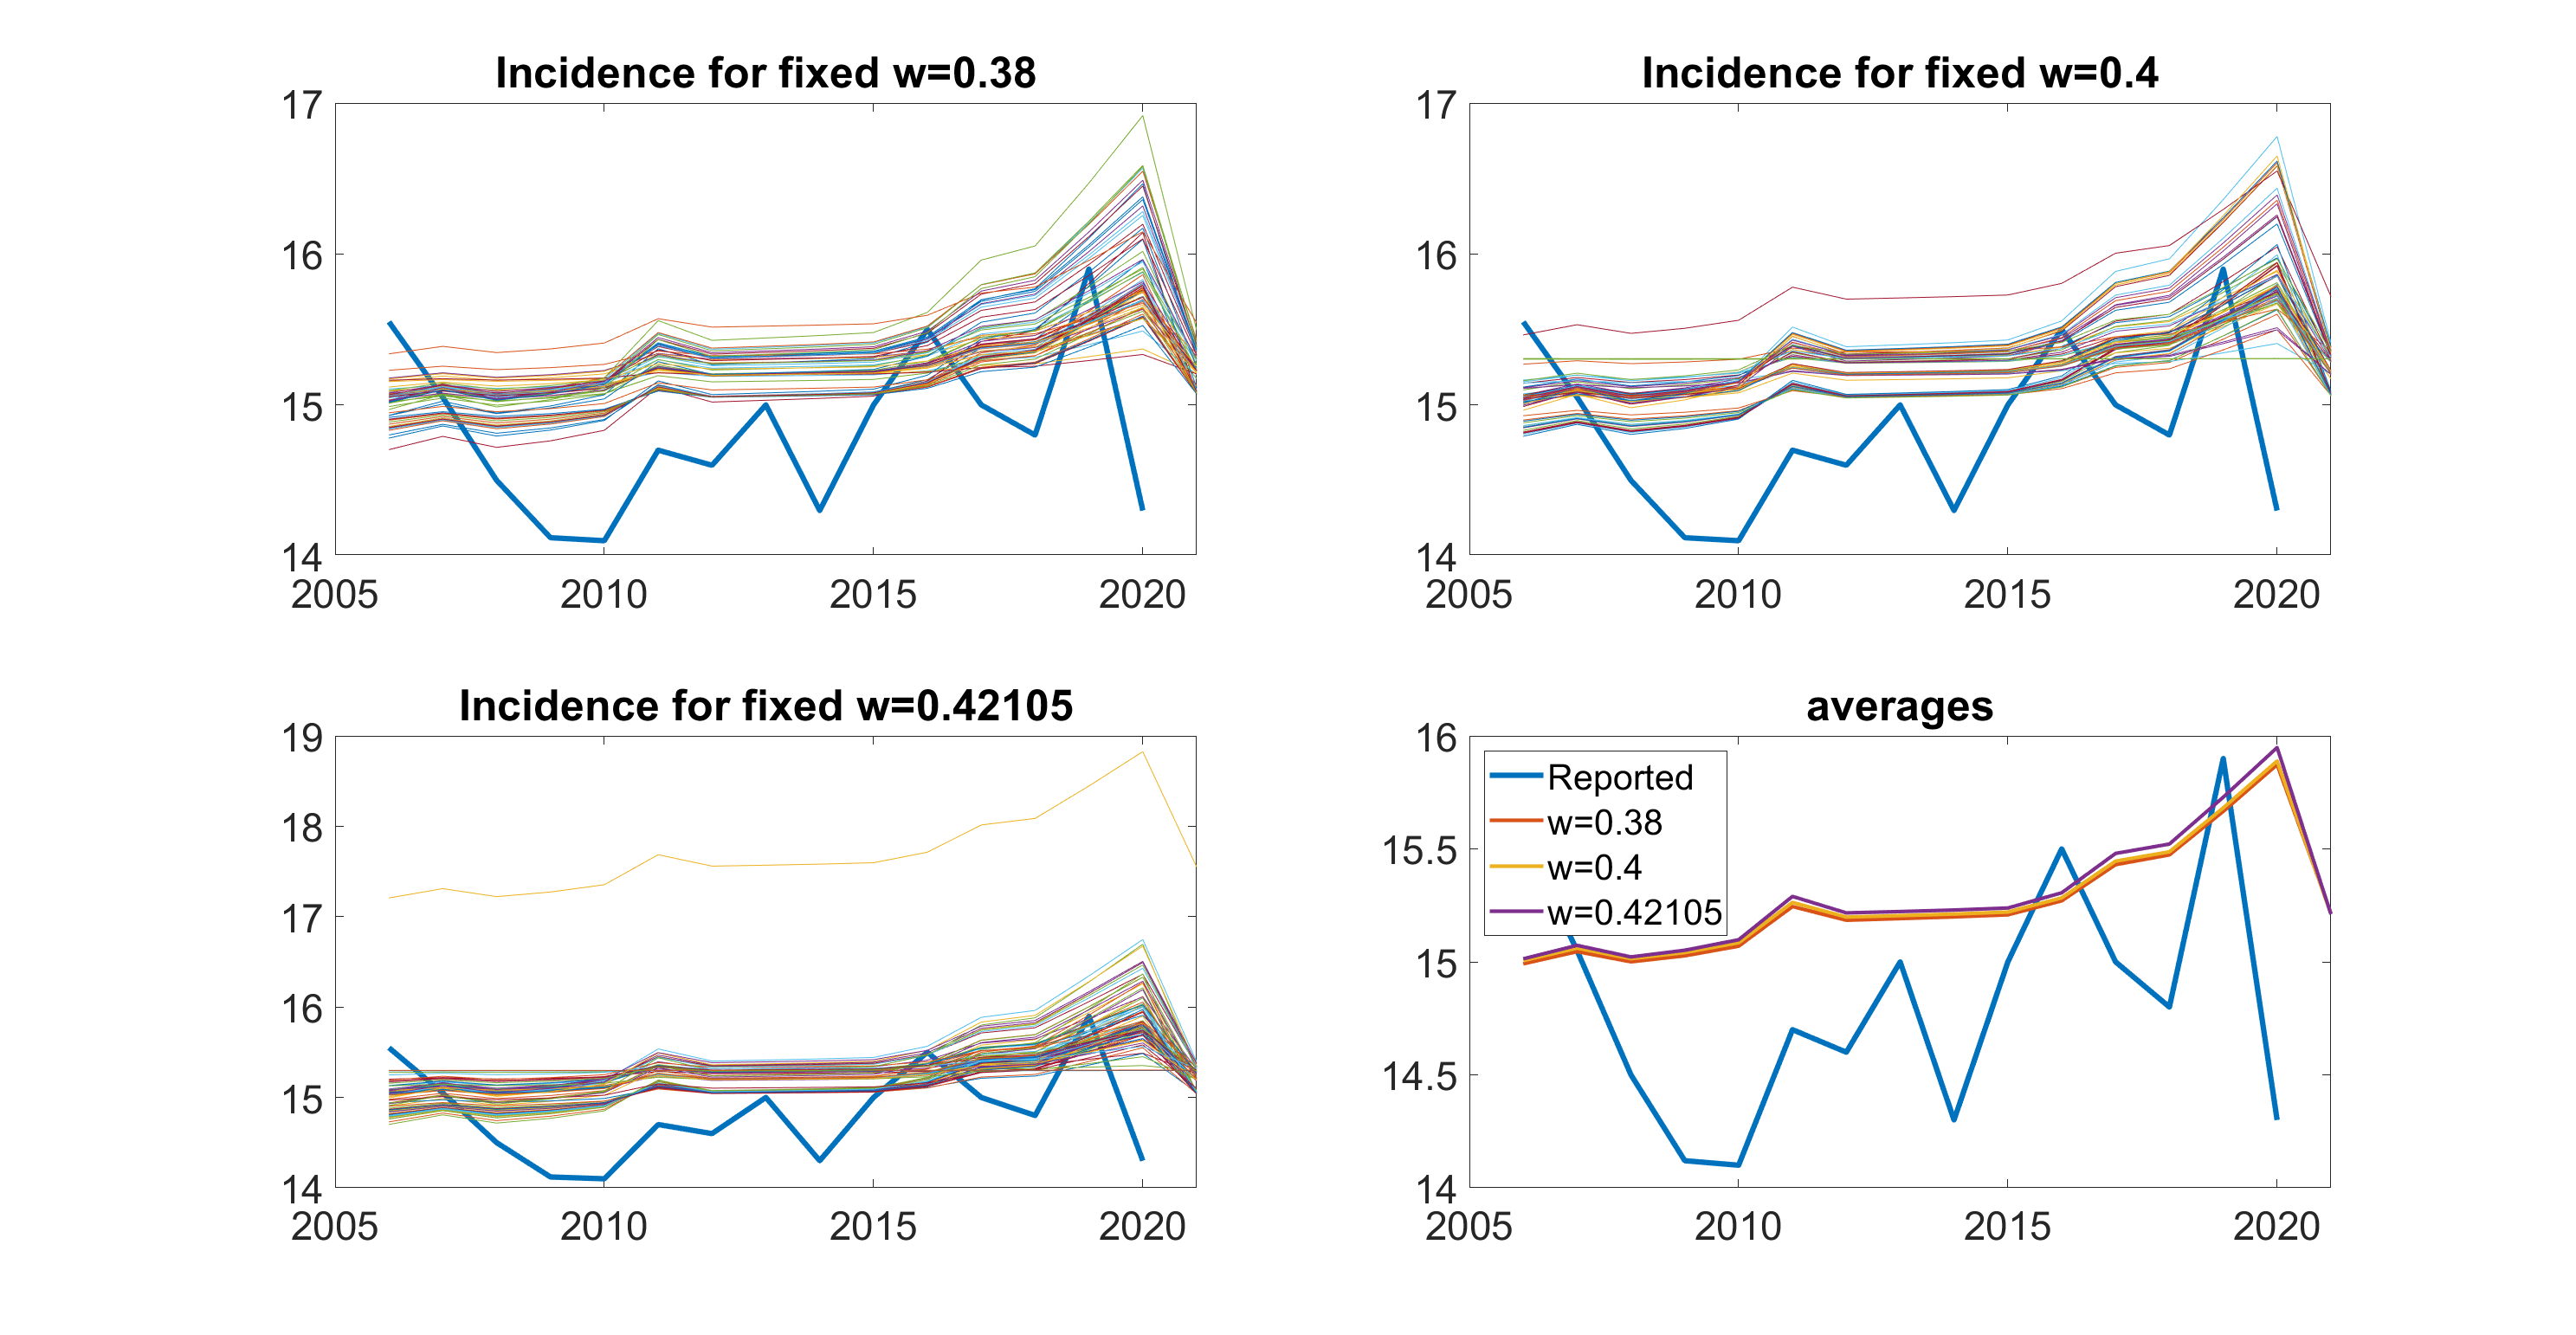 Incidence for fixed w=0.38
17
16
15
14
2005 2010 2015 2020
Incidence for fixed w=0.4
17
16
15
14
2005 2010 2015 2020
Incidence for fixed w=0.42105
19
18
17
16
15
14
2005 2010 2015 2020
averages
16
15.5
15
14.5
14
Reported
w=0.38
w=0.4
w=0.42105
2005 2010 2015 2020